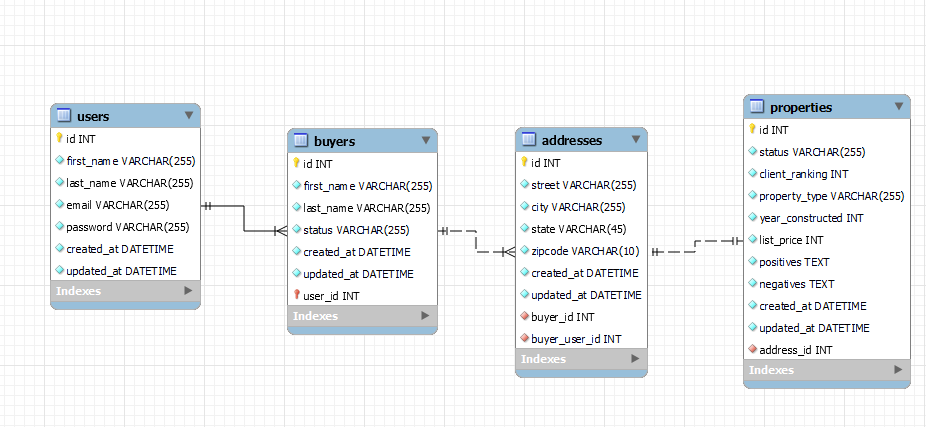 users
id INT
first_name VARCHAR(255)
last_name VARCHAR(255)
email VARCHAR(255)
password VARCHAR(255)
created_at DATETIME
updated_at DATETIME
Indexes
buyers
id INT
first_name VARCHAR(255)
last_name VARCHAR(255)
status VARCHAR(255)
created_at DATETIME
updated_at DATETIME
user_id INT
Indexes
addresses
id INT
street VARCHAR(255)
city VARCHAR(255)
state VARCHAR(45)
zipcode VARCHAR(10)
created_at DATETIME
updated_at DATETIME
buyer_id INT
buyer_user_id INT
Indexes
properties
id INT
status VARCHAR(255)
client_ranking INT
property_type VARCHAR(255)
year_constructed INT
list_price INT
positives TEXT
negatives TEXT
created_at DATETIME
updated_at DATETIME
address_id INT
Indexes